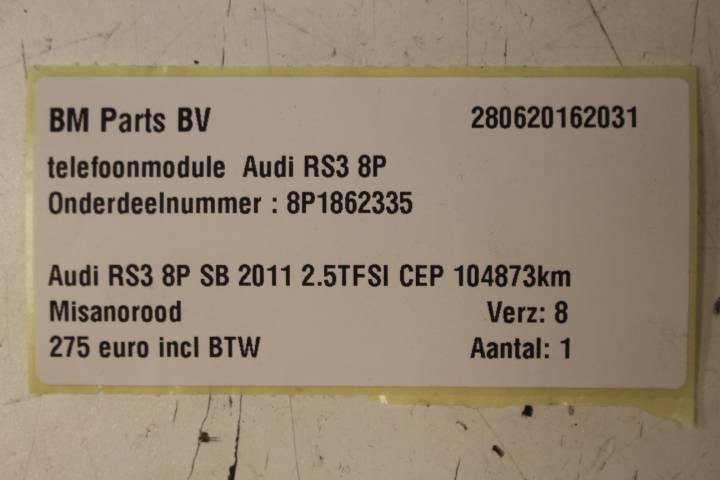 BM Parts BV 280620162031
telefoonmodule Audi RS3 8P
Onderdeelnummer : 8P1862335
Audi RS3 8P SB 2011 2.5TFSI CEP 104873km
Misanorood Verz: 8
275 euro incl BTW Aantal: 1